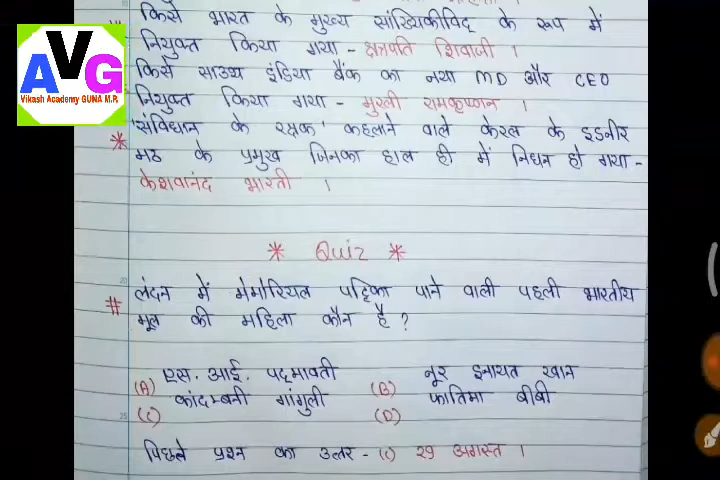 किसे भारत के मुख्य सांख्यिकीविद् के रूप में
नियुक्त किया गया - क्षत्रपति शिवाजी ।
किसे साउथ इंडिया बैंक का नया MD और CEO
नियुक्त किया गया - मुरली रामकृष्णन ।
* 'संविधान के रक्षक' कहलाने वाले केरल के इडनीर
मठ के प्रमुख जिनका हाल ही में निधन हो गया -
केशवानंद भारती ।
* Quiz *
# लंदन में मेमोरियल पट्टिका पाने वाली पहली भारतीय
मूल की महिला कौन है ?
(A) एस. आई. पद्मावती (B) नूर इनायत खान
(C) कांदम्बनी गांगुली (D) फातिमा बीबी
पिछले प्रश्न का उत्तर - (C) 29 अगस्त ।
AVG
Vikash Academy GUNA M.P.